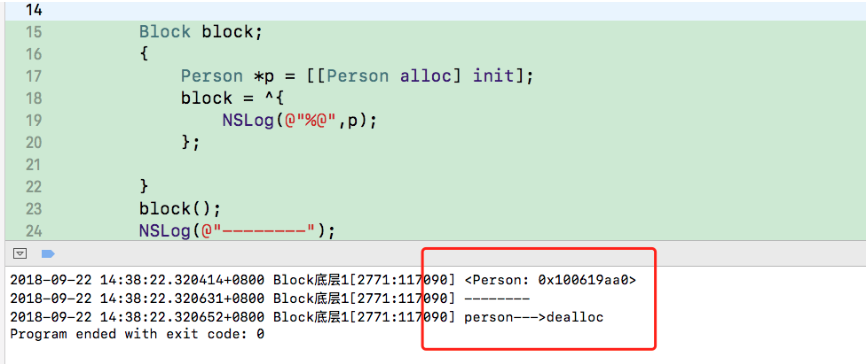 14
15 Block block;
16 {
17 Person *p = [[Person alloc] init];
18 block = ^{
19 NSLog(@"%@",p);
20 };
21
22 }
23 block();
24 NSLog(@"--------");
2018-09-22 14:38:22.320414+0800 Block底层1[2771:117090] <Person: 0x100619aa0>
2018-09-22 14:38:22.320631+0800 Block底层1[2771:117090] --------
2018-09-22 14:38:22.320652+0800 Block底层1[2771:117090] person--->dealloc
Program ended with exit code: 0